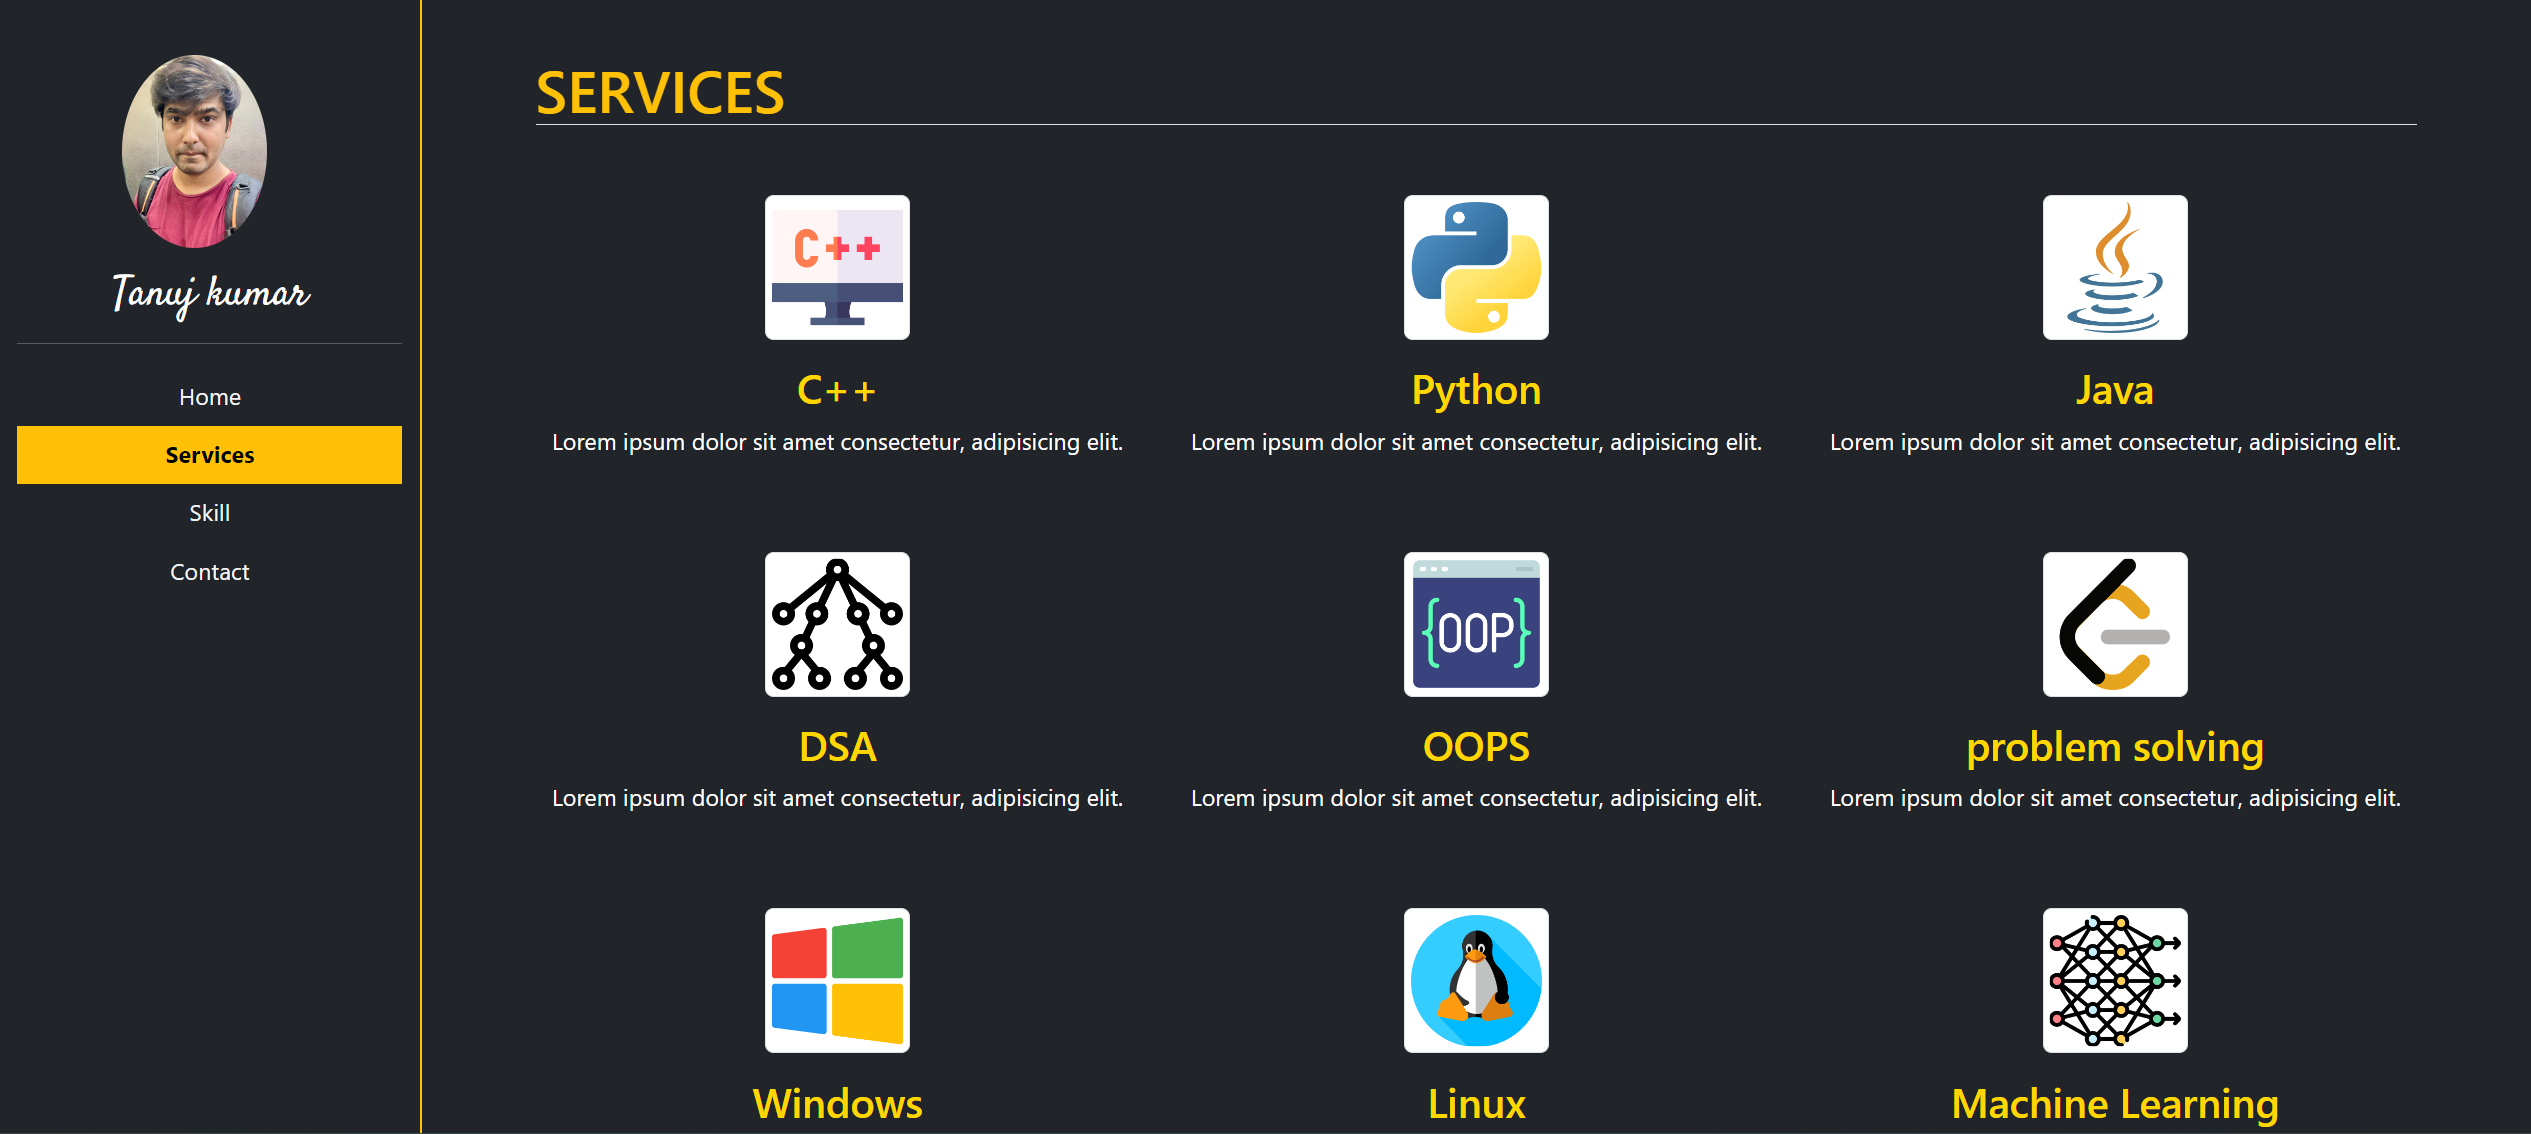 Tanuj kumar
Home
Services
Skill
Contact
SERVICES
C++
C++
Lorem ipsum dolor sit amet consectetur, adipisicing elit.
Python
Lorem ipsum dolor sit amet consectetur, adipisicing elit.
Java
Lorem ipsum dolor sit amet consectetur, adipisicing elit.
DSA
Lorem ipsum dolor sit amet consectetur, adipisicing elit.
{OOP}
OOPS
Lorem ipsum dolor sit amet consectetur, adipisicing elit.
problem solving
Lorem ipsum dolor sit amet consectetur, adipisicing elit.
Windows
Linux
Machine Learning